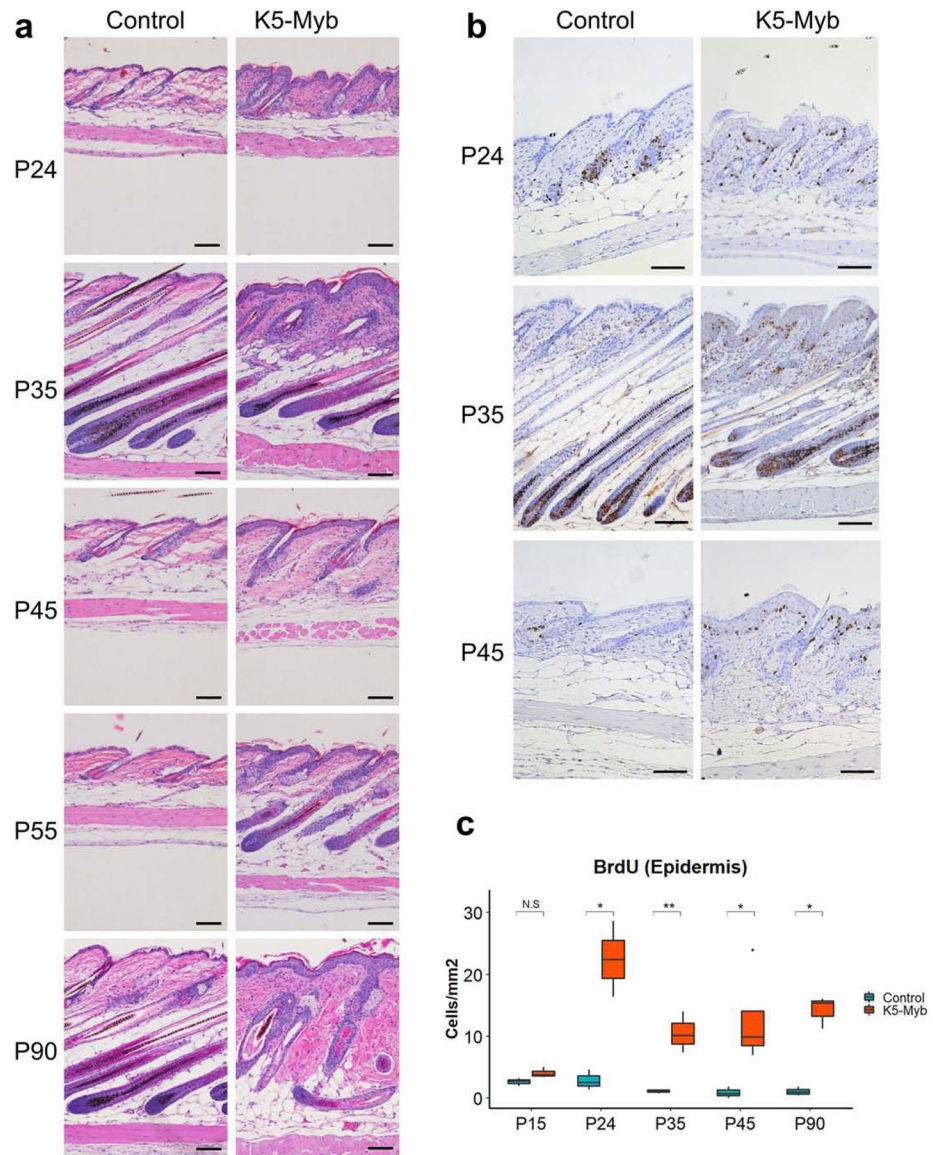 a
Control
K5-Myb
P24
P35
P45
P55
P90
b
Control
K5-Myb
P24
P35
P45
c
BrdU (Epidermis)
N.S
*
**
*
*
Cells/mm2
30
20
10
0
P15
P24
P35
P45
P90
Control
K5-Myb